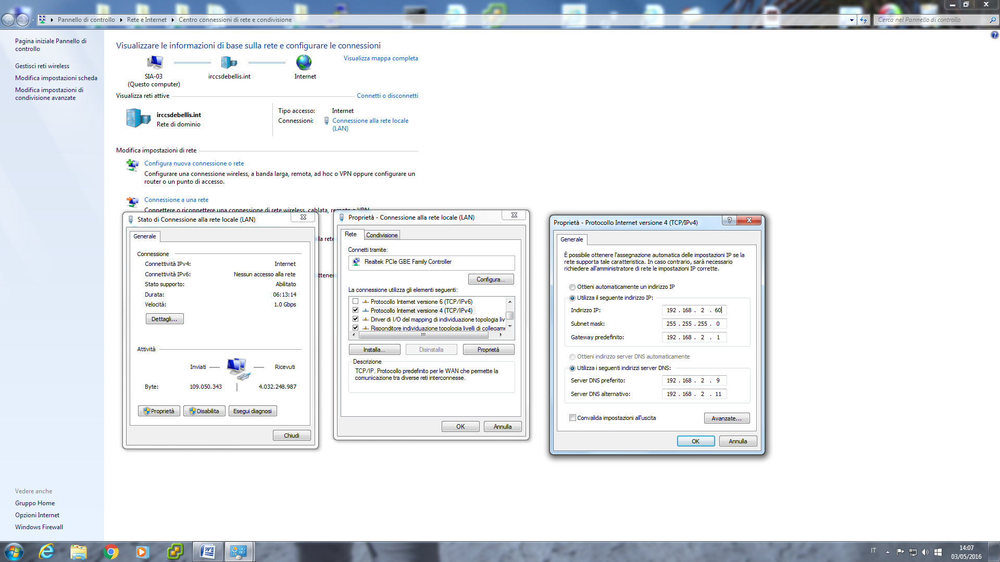 Pannello di controllo
Rete e Internet
Centro connessioni di rete e condivisione
Cerca nel Pannello di controllo
Pagina iniziale Pannello di
controllo
Gestisci reti wireless
Modifica impostazioni scheda
Modifica impostazioni di
condivisione avanzate
Visualizzare le informazioni di base sulla rete e configurare le connessioni
Visualizza mappa completa
SIA-03
(Questo computer)
irccsdebellis.int
Internet
Visualizza reti attive
Connetti o disconnetti
irccsdebellis.int
Rete di dominio
Tipo accesso:
Internet
Connessioni:
Connessione alla rete locale
(LAN)
Modifica impostazioni di rete
Configura nuova connessione o rete
Configurare una connessione wireless, a banda larga, remota, ad hoc o VPN oppure configurare un
router o un punto di accesso.
Connessione a una rete
Connettere o riconnettere una connessione di rete wireless, cablata, remota o VPN.
Stato di Connessione alla rete locale (LAN)
Generale
Connessione
Connettività IPv4:
Internet
Connettività IPv6:
Nessun accesso alla rete
Stato supporto:
Abilitato
Durata:
06:13:14
Velocità:
1.0 Gbps
Dettagli...
Attività
Inviati
Ricevuti
Byte:
109.050.343
4.032.248.987
Proprietà
Disabilita
Esegui diagnosi
Chiudi
la rete
ttener
Proprietà - Connessione alla rete locale (LAN)
Rete
Condivisione
Connetti tramite:
Realtek PCIe GBE Family Controller
Configura...
La connessione utilizza gli elementi seguenti:
Protocollo Internet versione 6 (TCP/IPv6)
Protocollo Internet versione 4 (TCP/IPv4)
Driver di I/O del mapping di individuazione topologia liv
Risponditore individuazione topologia livelli di collegame
Installa...
Disinstalla
Proprietà
Descrizione
TCP/IP. Protocollo predefinito per le WAN che permette la
comunicazione tra diverse reti interconnesse.
OK
Annulla
Proprietà - Protocollo Internet versione 4 (TCP/IPv4)
?
Generale
È possibile ottenere l'assegnazione automatica delle impostazioni IP se la
rete supporta tale caratteristica. In caso contrario, sarà necessario
richiedere all'amministratore di rete le impostazioni IP corrette.
Ottieni automaticamente un indirizzo IP
Utilizza il seguente indirizzo IP:
Indirizzo IP:
192 . 168 . 2 . 60
Subnet mask:
255 . 255 . 255 . 0
Gateway predefinito:
192 . 168 . 2 . 1
Ottieni indirizzo server DNS automaticamente
Utilizza i seguenti indirizzi server DNS:
Server DNS preferito:
192 . 168 . 2 . 9
Server DNS alternativo:
192 . 168 . 2 . 11
Convalida impostazioni all'uscita
Avanzate...
OK
Annulla
Vedere anche
Gruppo Home
Opzioni Internet
Windows Firewall
IT
14:07
03/05/2016